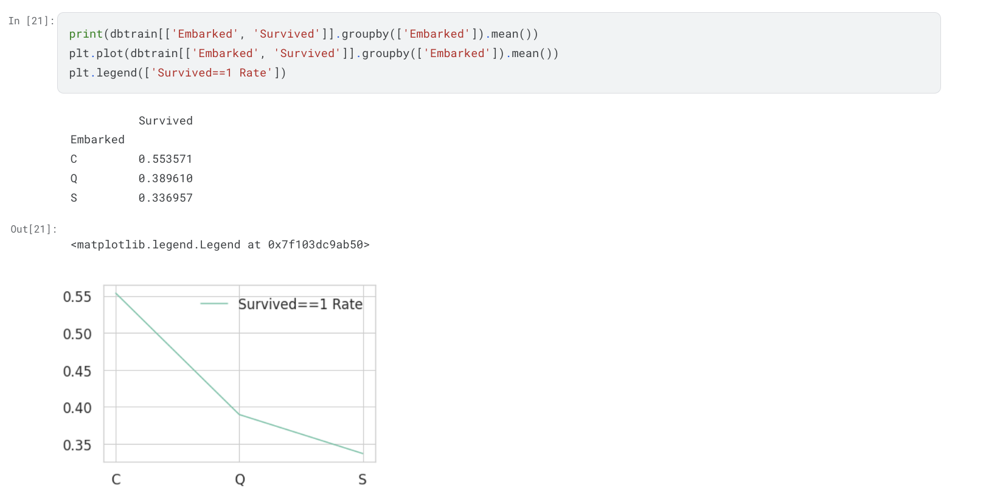 In [21]:
print(dbtrain[['Embarked', 'Survived']].groupby(['Embarked']).mean())
plt.plot(dbtrain[['Embarked', 'Survived']].groupby(['Embarked']).mean())
plt.legend(['Survived==1 Rate'])
Survived
Embarked
C 0.553571
Q 0.389610
S 0.336957
Out[21]:
<matplotlib.legend.Legend at 0x7f103dc9ab50>
Survived==1 Rate
0.55
0.50
0.45
0.40
0.35
C Q S